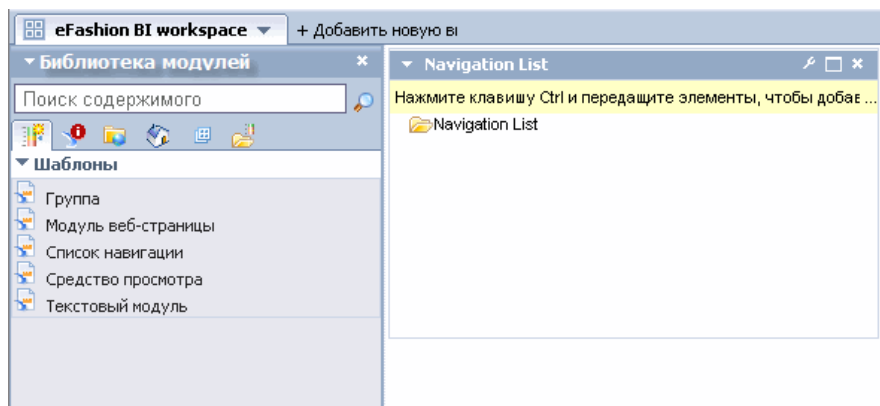 eFashion BI workspace + Добавить новую ві
Библиотека модулей
Navigation List
Поиск содержимого
Нажмите клавишу Ctrl и передащите элементы, чтобы добав ...
Navigation List
Шаблоны
Группа
Модуль веб-страницы
Список навигации
Средство просмотра
Текстовый модуль